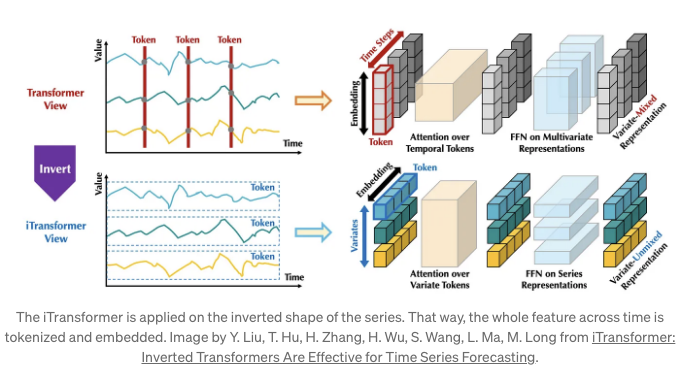 Value
Token
Token
Token
Transformer
View
Time
Time Steps
Embedding
Token
Attention over
Temporal Tokens
FFN on Multivariate
Representations
Variate-Mixed
Representation
Invert
Value
iTransformer
View
Token
Token
Token
Time
Embedding
Token
Variates
Attention over
Variate Tokens
FFN on Series
Representations
Variate-Unmixed
Representation
The iTransformer is applied on the inverted shape of the series. That way, the whole feature across time is
tokenized and embedded. Image by Y. Liu, T. Hu, H. Zhang, H. Wu, S. Wang, L. Ma, M. Long from iTransformer:
Inverted Transformers Are Effective for Time Series Forecasting.